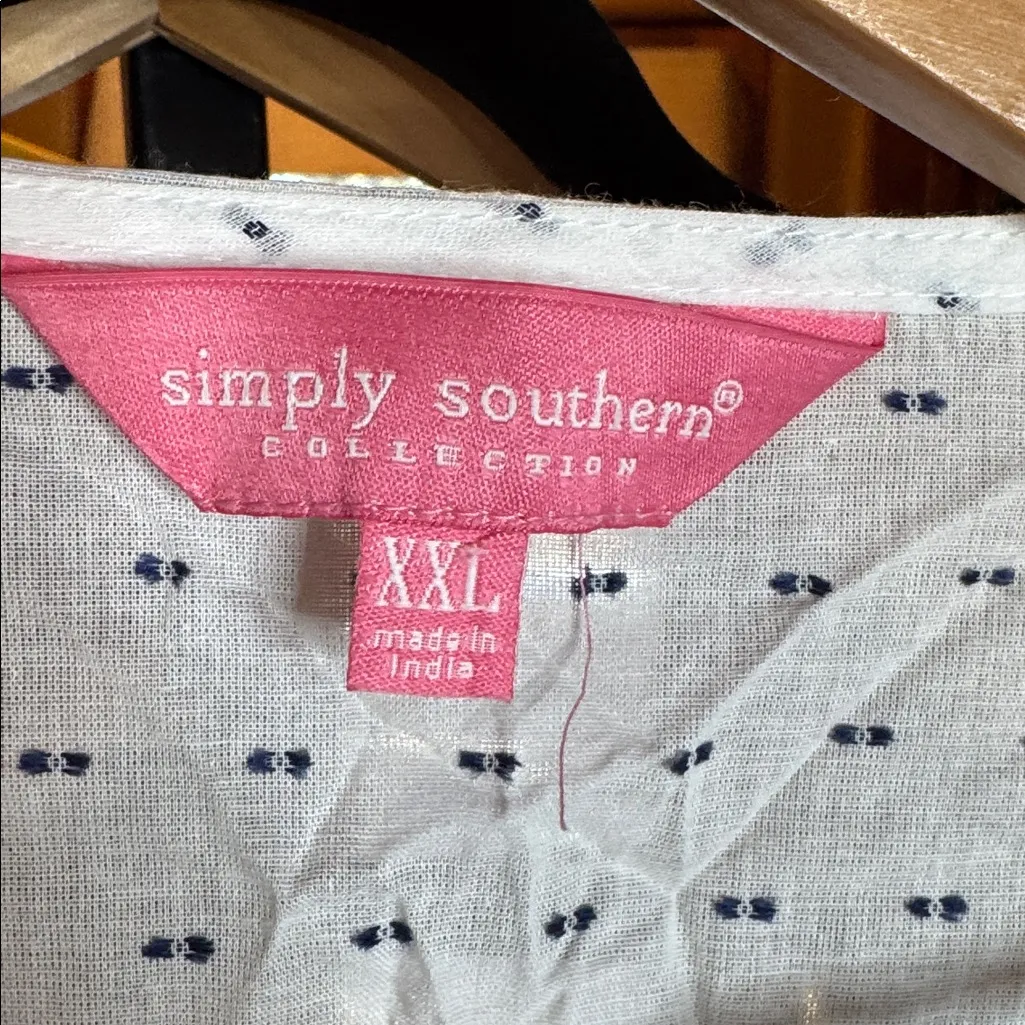 simply southern®
COLLECTION
XXL
made in
India